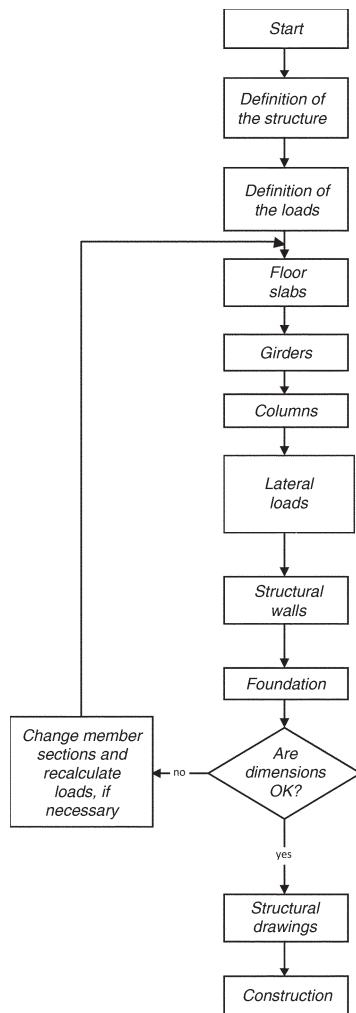 Start
Definition of
the structure
Definition of
the loads
Floor
slabs
Girders
Columns
Lateral
loads
Structural
walls
Foundation
Are
dimensions
OK?
no
Change member
sections and
recalculate
loads, if
necessary
yes
Structural
drawings
Construction